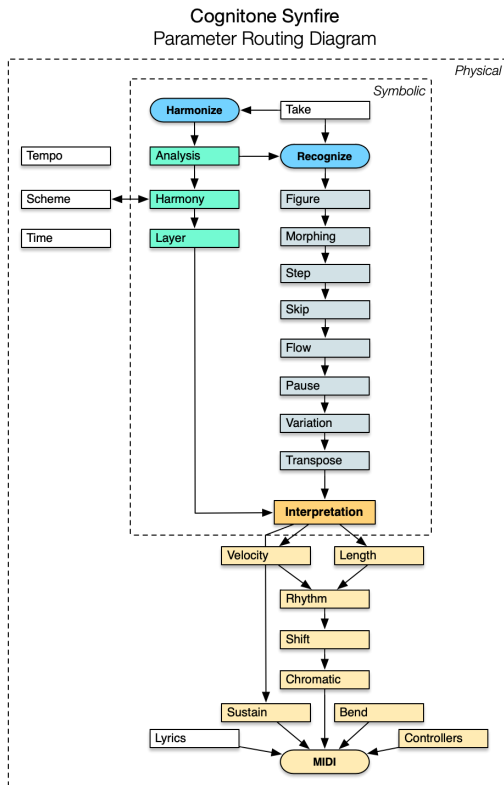 Cognitone Synfire
Parameter Routing Diagram
Physical
Symbolic
Harmonize
Take
Tempo
Analysis
Recognize
Scheme
Harmony
Figure
Time
Layer
Morphing
Step
Skip
Flow
Pause
Variation
Transpose
Interpretation
Velocity
Length
Rhythm
Shift
Chromatic
Sustain
Bend
Lyrics
Controllers
MIDI